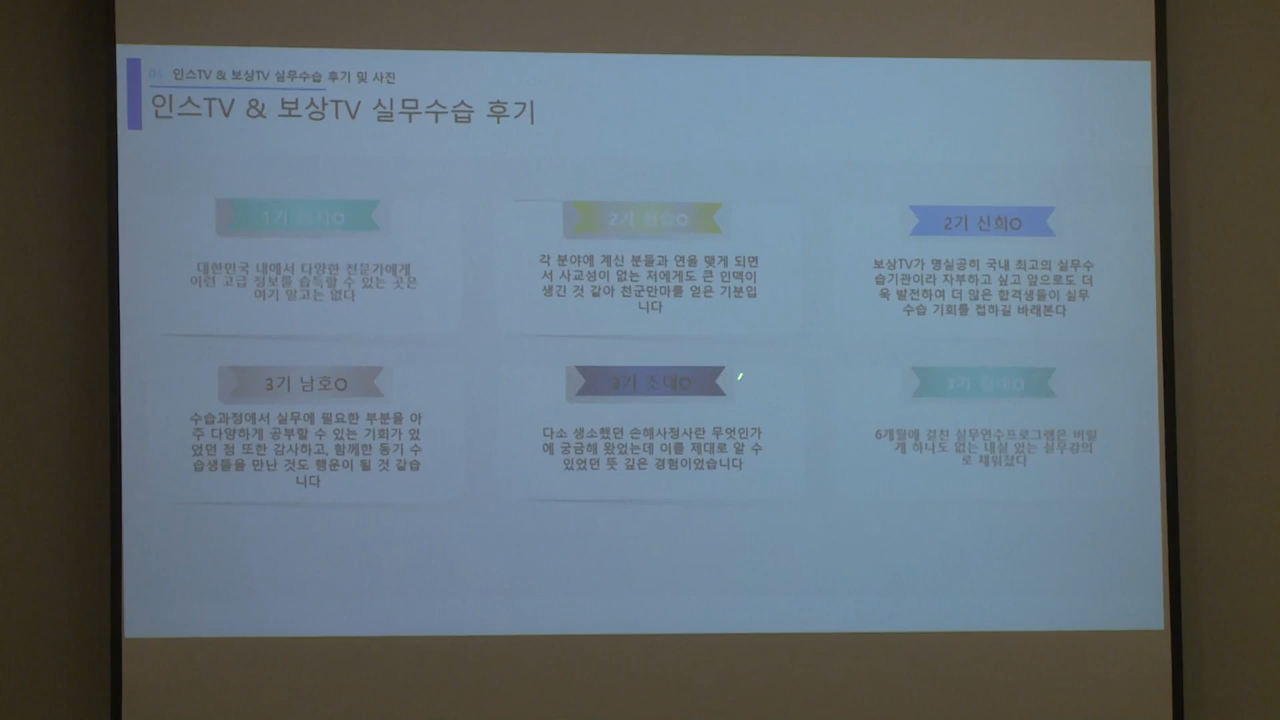 01 인스TV & 보상TV 실무수습 후기 및 사진
인스TV & 보상TV 실무수습 후기
1기
대한민국 내에서 다양한 전문가에게
이런 고급 정보를 습득할 수 있는 곳은
여기 말고는 없다
2기
각 분야에 계신 분들과 연을 맺게 되면
서 사교성이 없는 저에게도 큰 인맥이
생긴 것 같아 천군만마를 얻은 기분입
니다
2기 신희O
보상TV가 명실공히 국내 최고의 실무수
습기관이라 자부하고 싶고 앞으로도 더
욱 발전하여 더 많은 합격생들이 실무
수습 기회를 접하길 바래본다
3기 남호O
수습과정에서 실무에 필요한 부분을 아
주 다양하게 공부할 수 있는 기회가 있
었던 점 또한 감사하고, 함께한 동기 수
습생들을 만난 것도 행운이 될 것 같습
니다
3기 조대O
다소 생소했던 손해사정사란 무엇인가
에 궁금해 왔었는데 이를 제대로 알 수
있었던 뜻 깊은 경험이었습니다
3기
6개월에 걸친 실무연수프로그램은 버릴
게 하나도 없는 내실 있는 실무강의
로 채워졌다